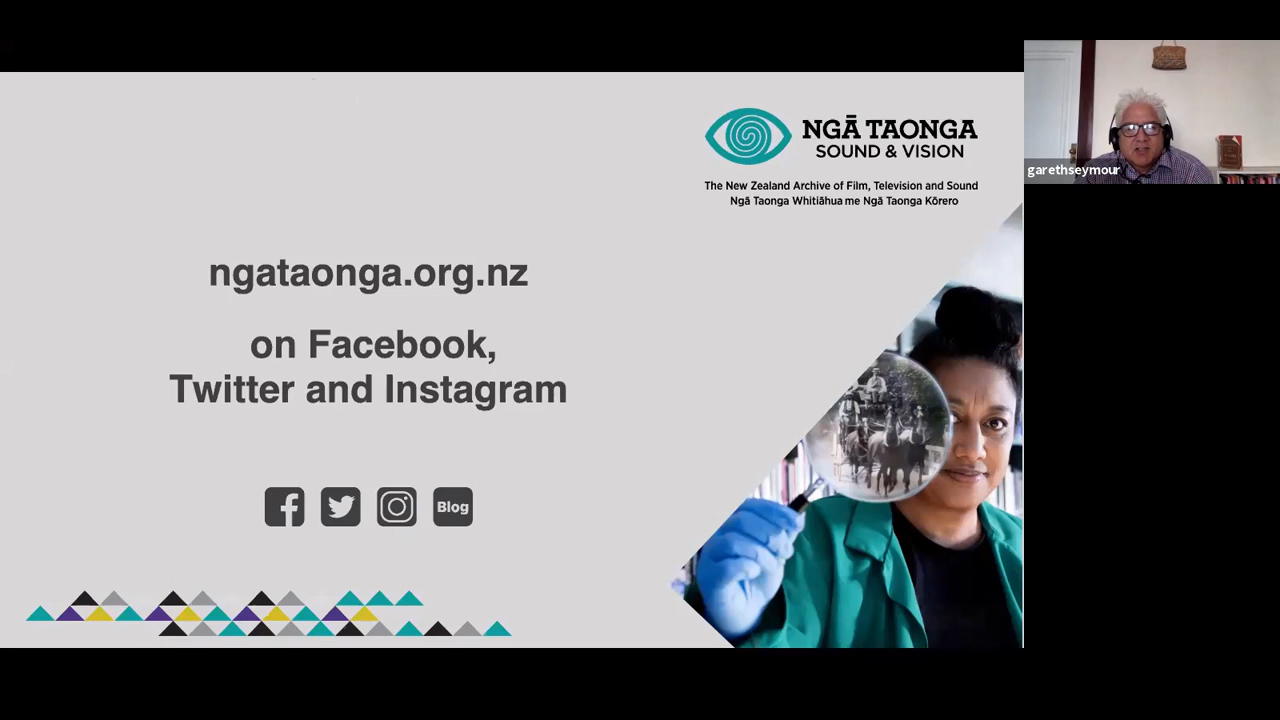 NGĀ TAONGA
SOUND & VISION
The New Zealand Archive of Film, Television and Sound
Ngā Taonga Whitiāhua me Ngā Taonga Kōrero
garethseymour
ngataonga.org.nz
on Facebook,
Twitter and Instagram
Blog